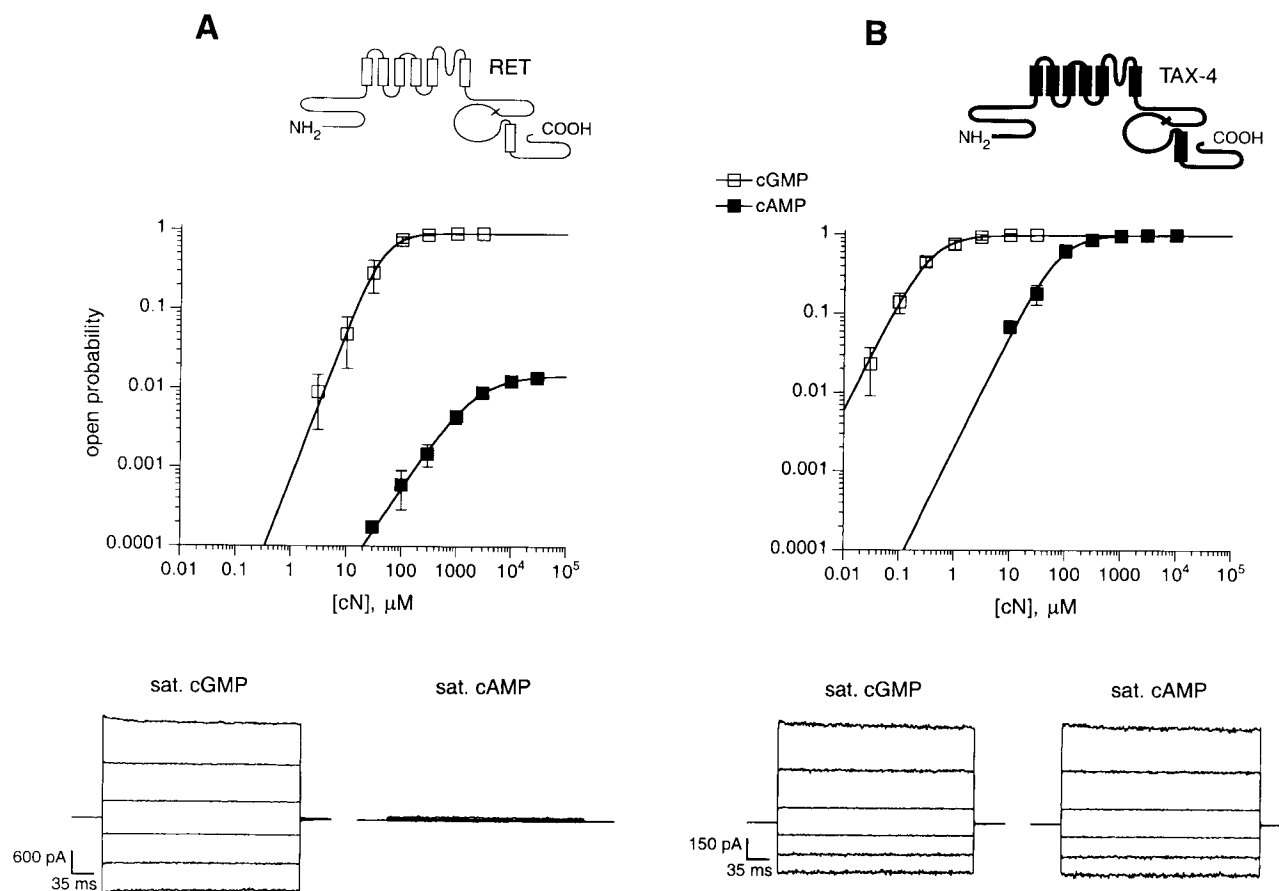 A
RET
NH2
COOH
open probability
1
0.1
0.01
0.001
0.0001
0.01 0.1 1 10 100 1000 10^4 10^5
[cN], μM
sat. cGMP
sat. cAMP
600 pA
35 ms
B
TAX-4
NH2
COOH
cGMP
cAMP
1
0.1
0.01
0.001
0.0001
0.01 0.1 1 10 100 1000 10^4 10^5
[cN], μM
sat. cGMP
sat. cAMP
150 pA
35 ms